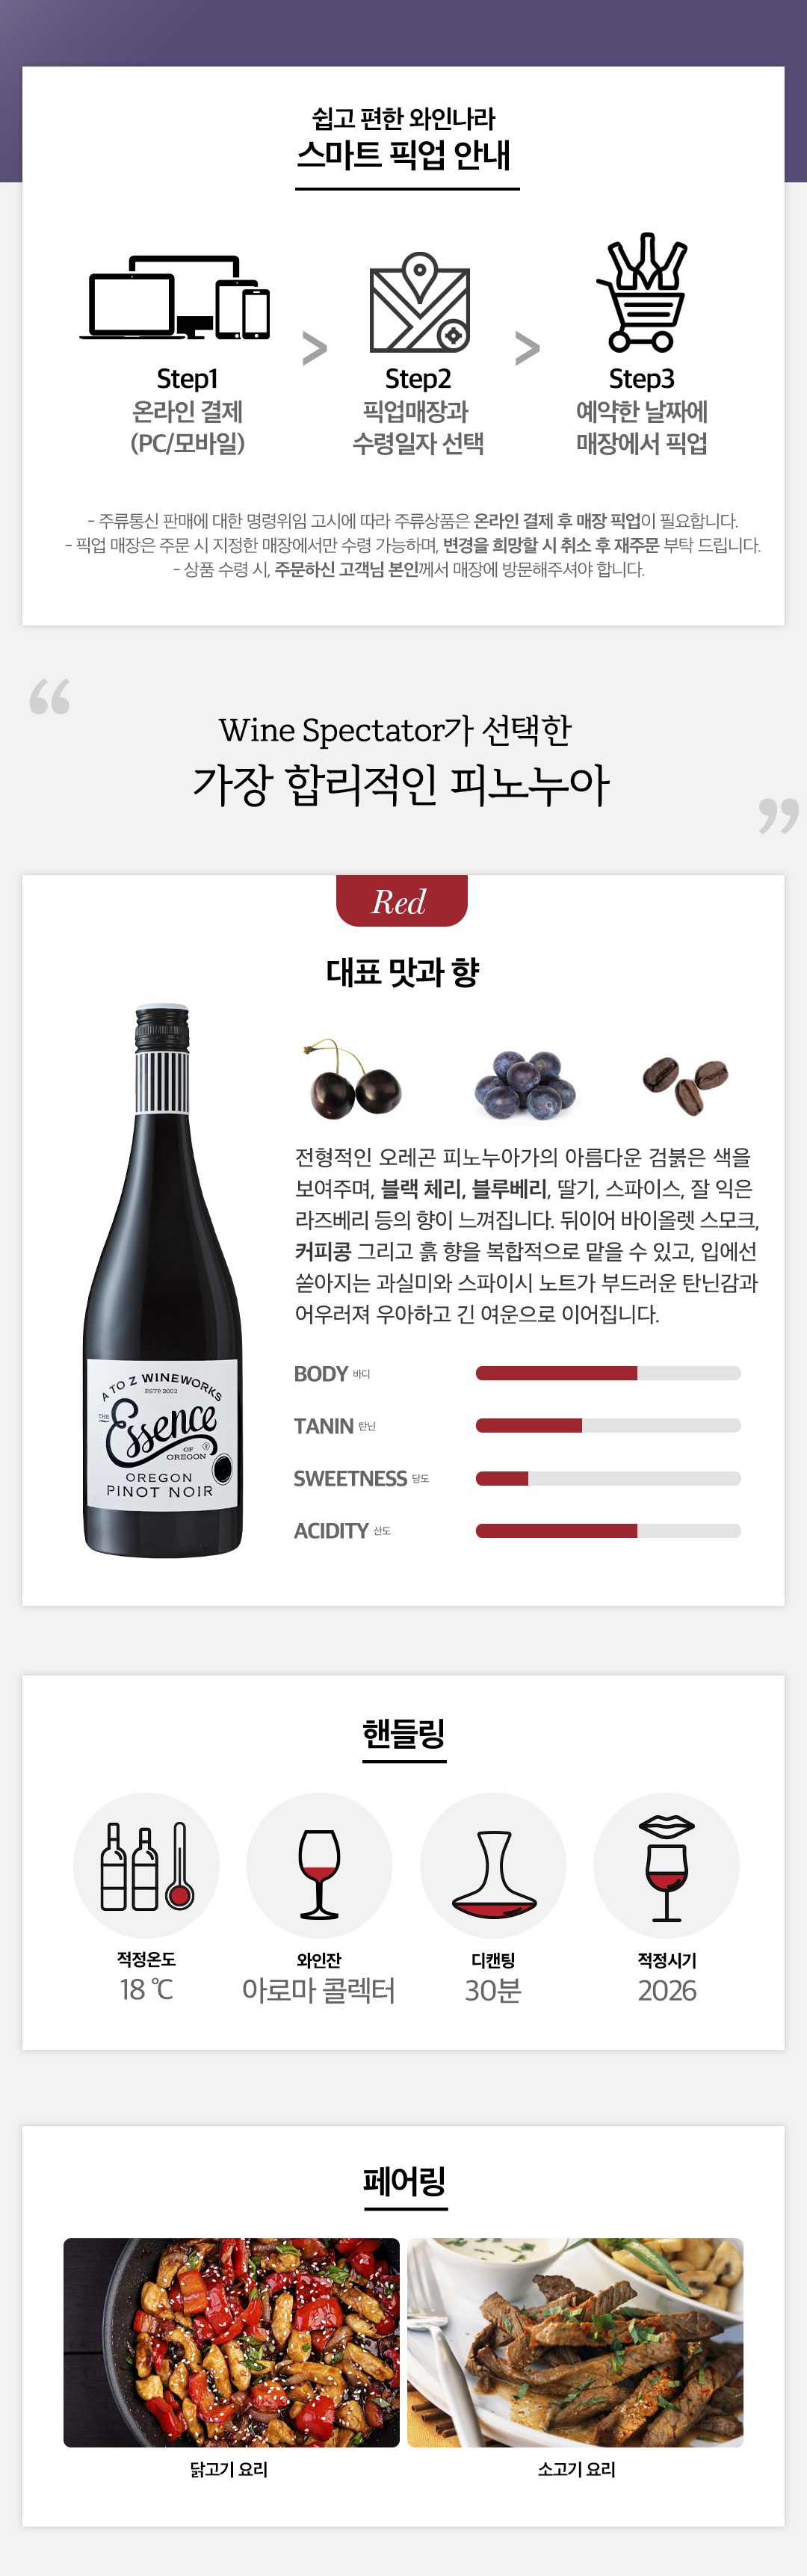 쉽고 편한 와인나라
스마트 픽업 안내
>
>
Step1
온라인 결제
(PC/모바일)
Step2
픽업매장과
수령일자 선택
Step3
예약한 날짜에
매장에서 픽업
- 주류통신 판매에 대한 명령위임 고시에 따라 주류상품은 온라인 결제 후 매장 픽업이 필요합니다.
- 픽업 매장은 주문 시 지정한 매장에서만 수령 가능하며, 변경을 희망할 시 취소 후 재주문 부탁 드립니다.
- 상품 수령 시, 주문하신 고객님 본인께서 매장에 방문해주셔야 합니다.
“
Wine Spectator가 선택한
가장 합리적인 피노누아
”
Red
대표 맛과 향
전형적인 오레곤 피노누아가의 아름다운 검붉은 색을
보여주며, 블랙 체리, 블루베리, 딸기, 스파이스, 잘 익은
라즈베리 등의 향이 느껴집니다. 뒤이어 바이올렛 스모크,
커피콩 그리고 흙 향을 복합적으로 맡을 수 있고, 입에선
쏟아지는 과실미와 스파이시 노트가 부드러운 탄닌감과
어우러져 우아하고 긴 여운으로 이어집니다.
A TO Z WINEWORKS
ESTD. 2002
THE
Essence
OF
OREGON
OREGON
PINOT NOIR
BODY 바디
TANIN 탄닌
SWEETNESS 당도
ACIDITY 산도
핸들링
적정온도
18 ℃
와인잔
아로마 콜렉터
디캔팅
30분
적정시기
2026
페어링
닭고기 요리
소고기 요리